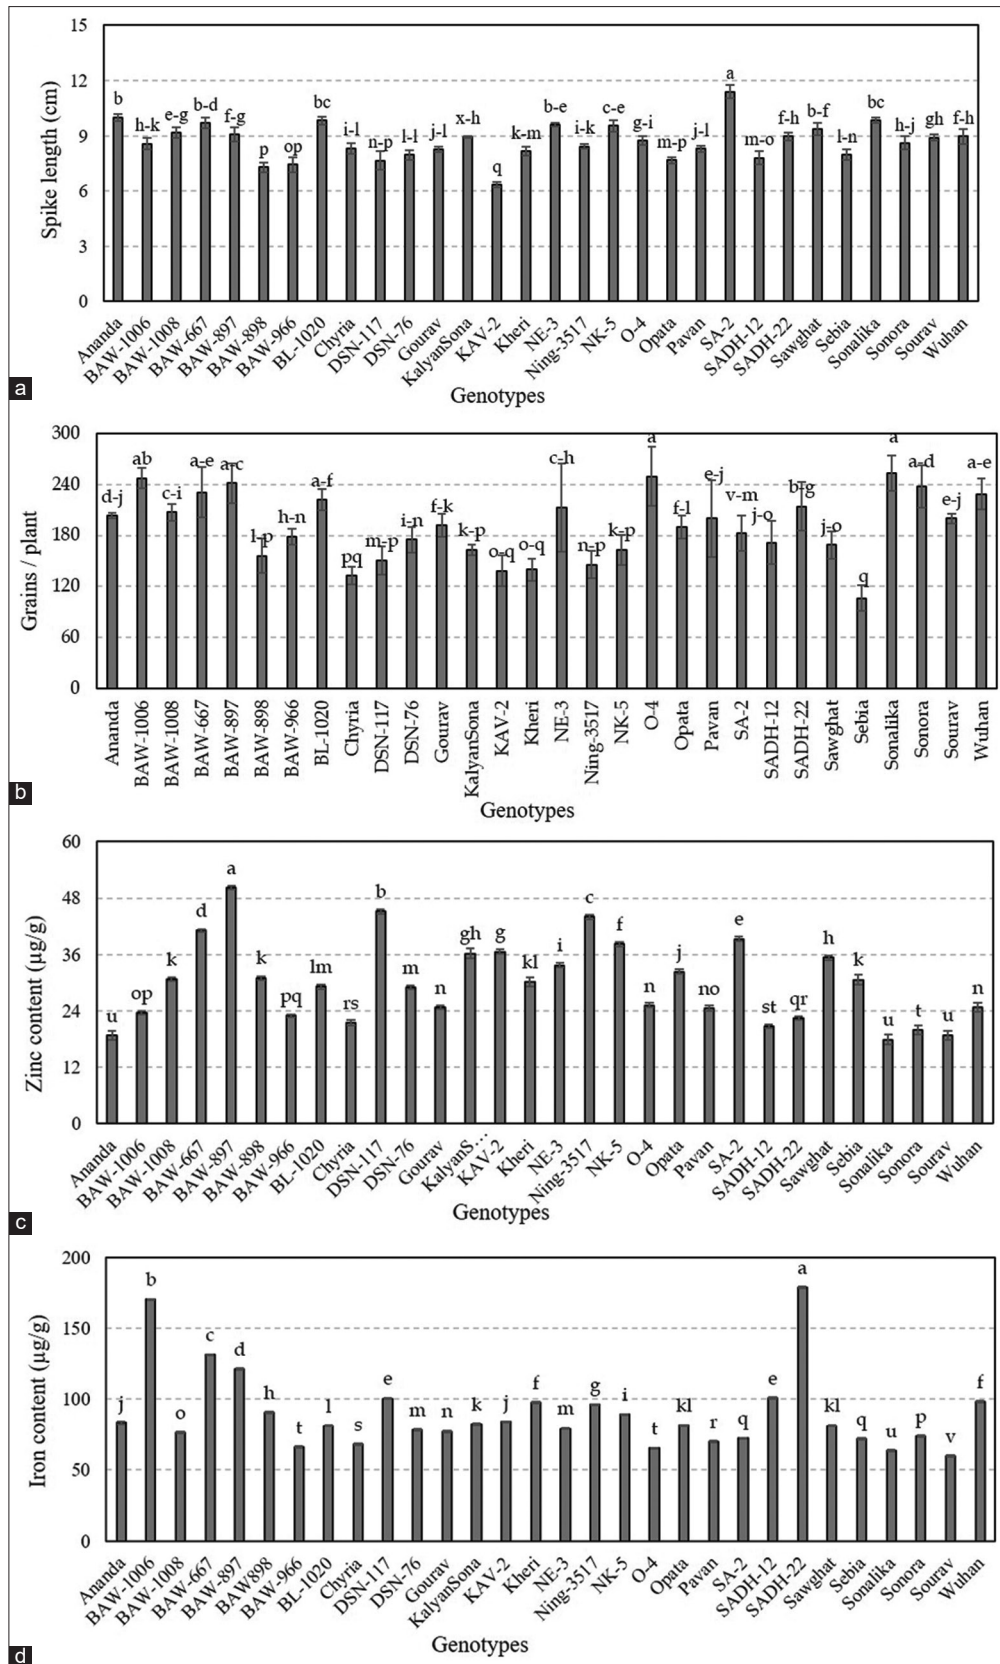 15
12
9
6
3
0
Spike length (cm)
b h-k e-g b-d f-g p op bc i-l n-p l-l j-l x-h q k-m b-e i-k c-e g-i m-p j-l a m-o f-h b-f l-n bc h-j gh f-h
Ananda BAW-1006 BAW-1008 BAW-667 BAW-897 BAW-898 BAW-966 BL-1020 Chyria DSN-117 DSN-76 Gourav KalyanSona KAV-2 Kheri NE-3 Ning-3517 NK-5 O-4 Opata Pavan SA-2 SADH-12 SADH-22 Sawghat Sebia Sonalika Sonora Sourav Wuhan
Genotypes
a
300
240
180
120
60
0
Grains / plant
d-j ab c-i a-e a-c l-p h-n a-f pq m-p i-n f-k k-p o-q o-q c-h n-p k-p a f-l e-j v-m j-o b-g j-o q a a-d e-j a-e
Ananda BAW-1006 BAW-1008 BAW-667 BAW-897 BAW-898 BAW-966 BL-1020 Chyria DSN-117 DSN-76 Gourav KalyanSona KAV-2 Kheri NE-3 Ning-3517 NK-5 O-4 Opata Pavan SA-2 SADH-12 SADH-22 Sawghat Sebia Sonalika Sonora Sourav Wuhan
Genotypes
b
60
48
36
24
12
0
Zinc content (µg/g)
u op k d a k pq lm rs b m n gh g kl i c f n j no e st qr h k u t u n
Ananda BAW-1006 BAW-1008 BAW-667 BAW-897 BAW-898 BAW-966 BL-1020 Chyria DSN-117 DSN-76 Gourav KalyanS... KAV-2 Kheri NE-3 Ning-3517 NK-5 O-4 Opata Pavan SA-2 SADH-12 SADH-22 Sawghat Sebia Sonalika Sonora Sourav Wuhan
Genotypes
c
200
150
100
50
0
Iron content (µg/g)
j b o c d h t l s e m n k j f m g i t kl r q e a kl q u p v f
Ananda BAW-1006 BAW-1008 BAW-667 BAW-897 BAW898 BAW-966 BL-1020 Chyria DSN-117 DSN-76 Gourav KalyanSona KAV-2 Kheri NE-3 Ning-3517 NK-5 O-4 Opata Pavan SA-2 SADH-12 SADH-22 Sawghat Sebia Sonalika Sonora Sourav Wuhan
Genotypes
d